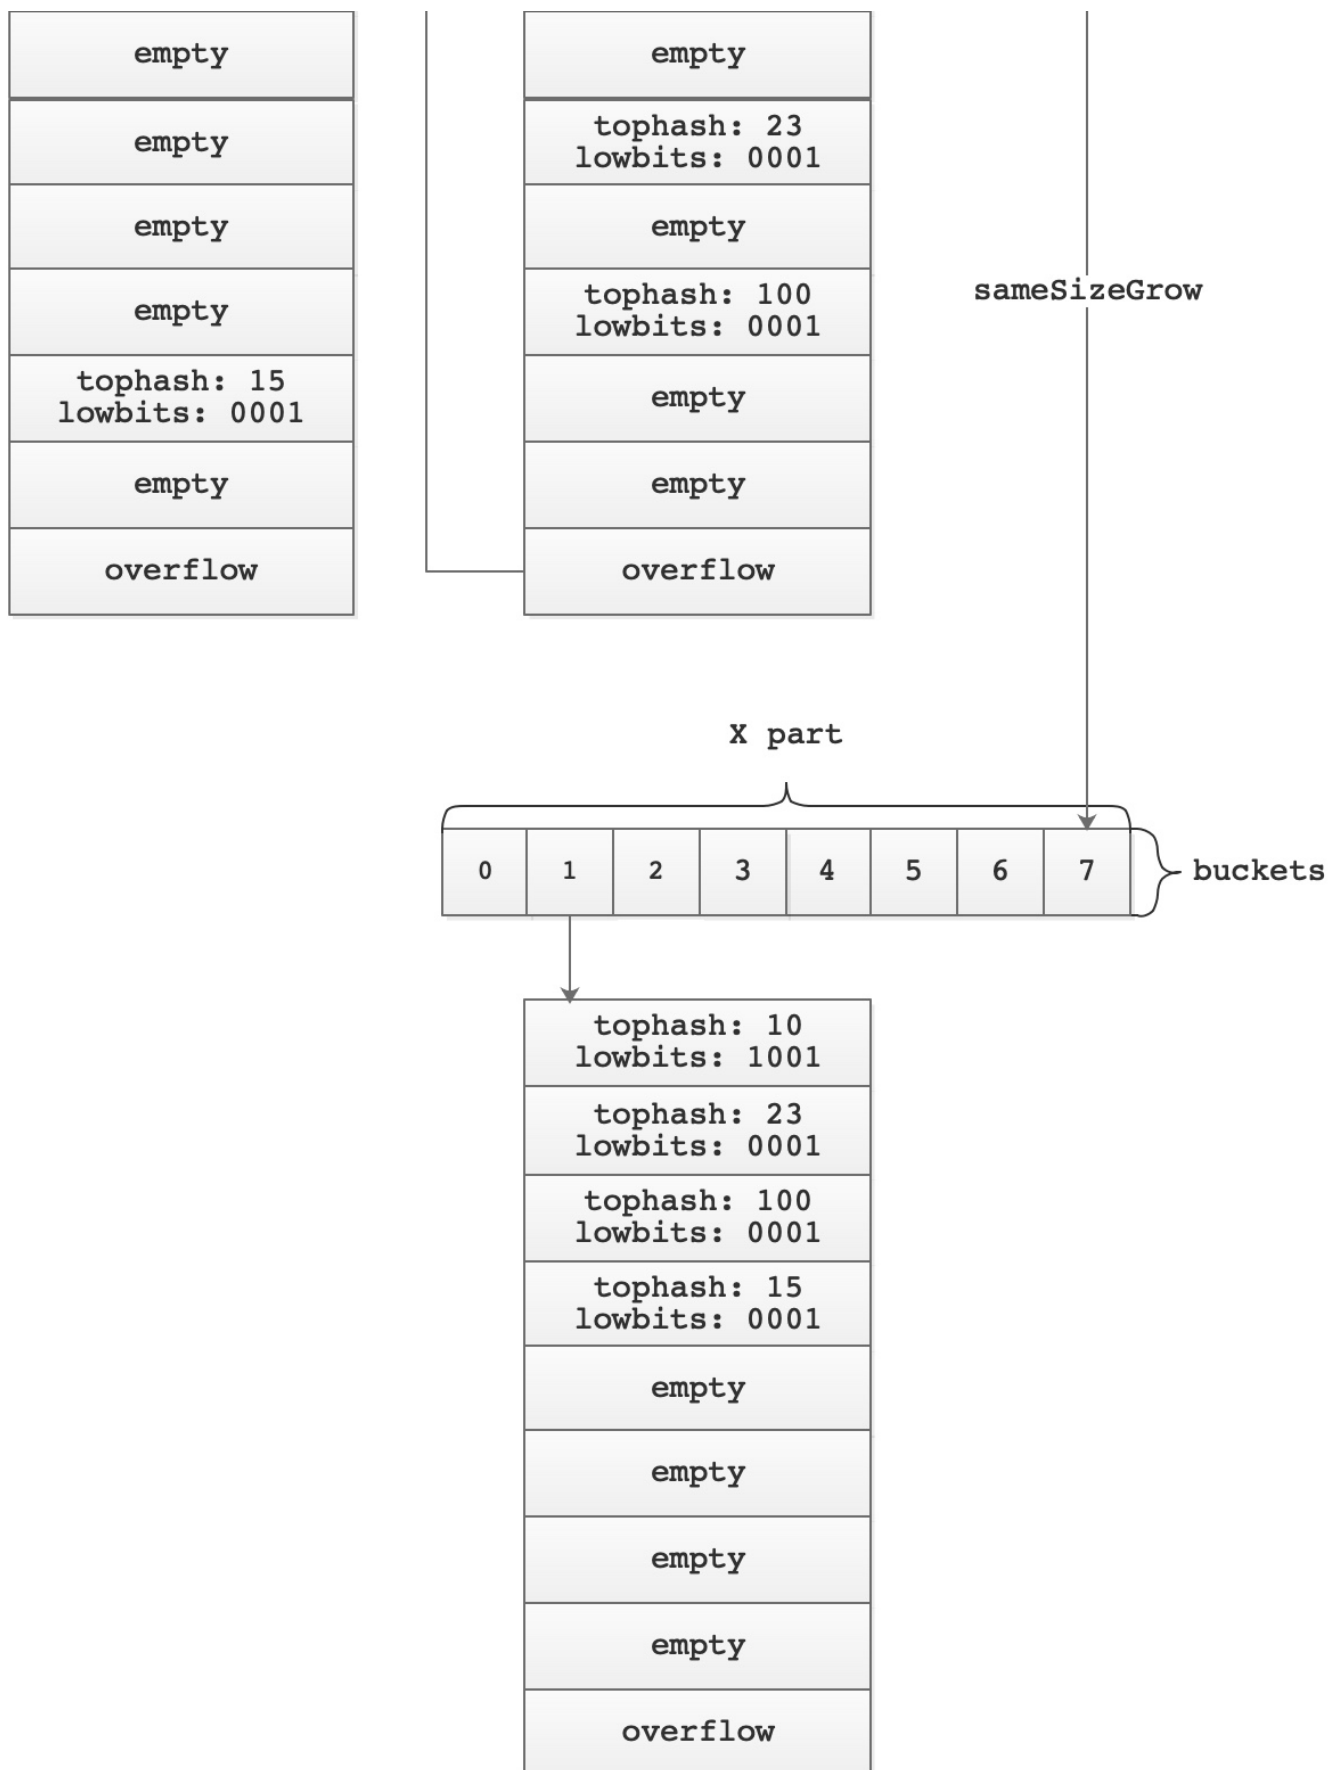 empty
empty
empty
empty
tophash: 15
lowbits: 0001
empty
overflow
empty
tophash: 23
lowbits: 0001
empty
tophash: 100
lowbits: 0001
empty
empty
overflow
sameSizeGrow
X part
0 1 2 3 4 5 6 7
buckets
tophash: 10
lowbits: 1001
tophash: 23
lowbits: 0001
tophash: 100
lowbits: 0001
tophash: 15
lowbits: 0001
empty
empty
empty
empty
overflow